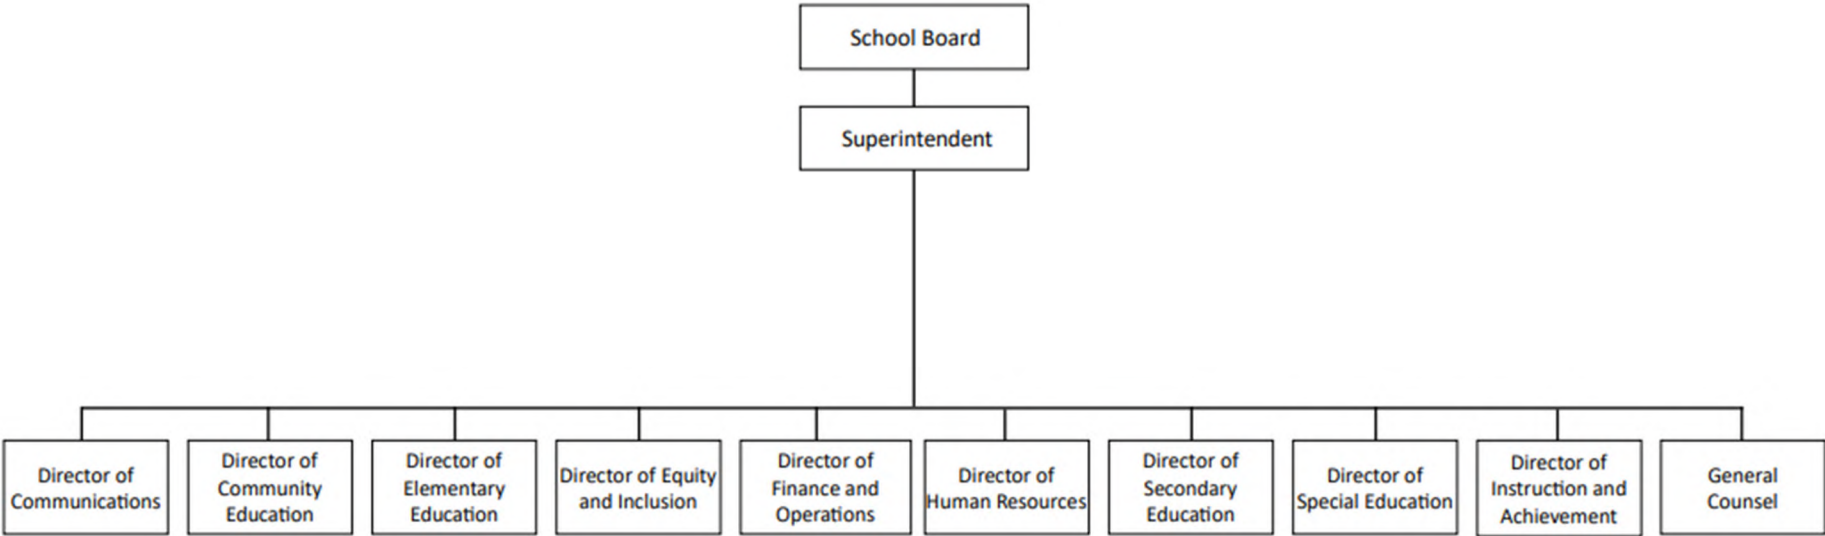 School Board
Superintendent
Director of
Communications
Director of
Community
Education
Director of
Elementary
Education
Director of Equity
and Inclusion
Director of
Finance and
Operations
Director of
Human Resources
Director of
Secondary
Education
Director of
Special Education
Director of
Instruction and
Achievement
General
Counsel